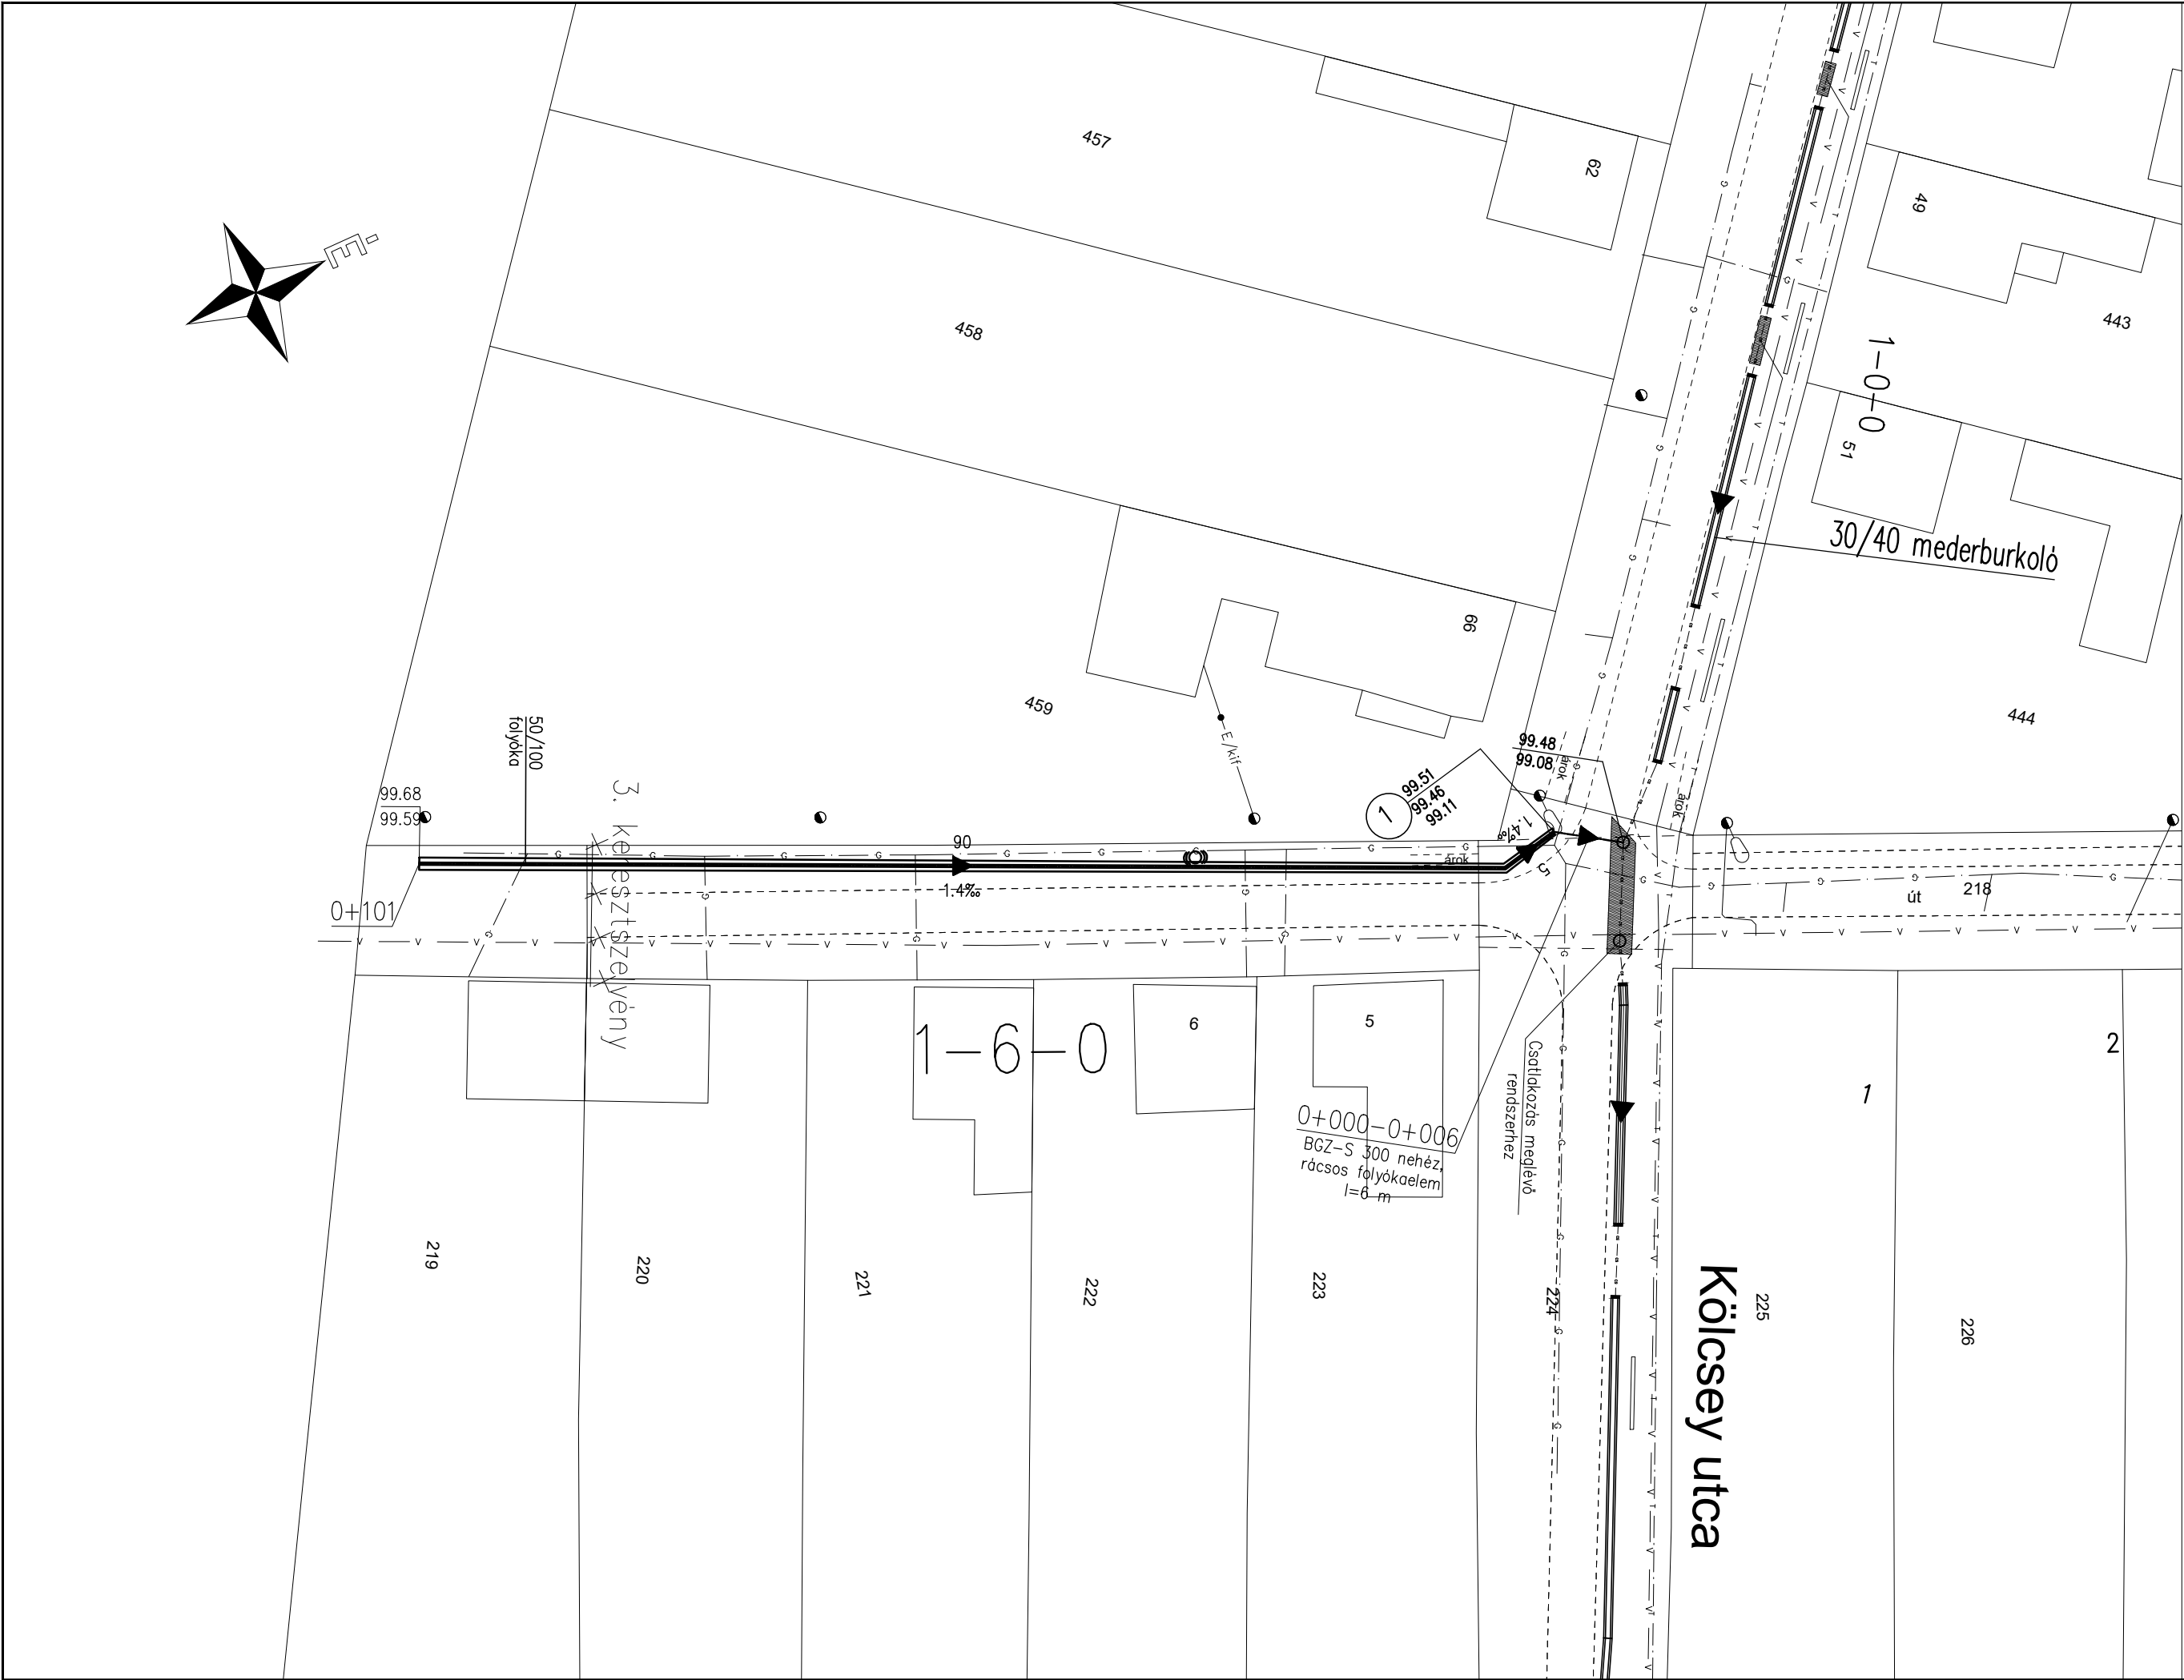 457
62
49
458
443
É
1-0-0
51
30/40 mederburkoló
66
459
444
E/kif
50/100
folyóka
99.68
99.59
3. keresztszelvény
99.48
99.08
árok
árok
99.51
99.46
99.11
1
1.4‰
90
1.4‰
árok
5
0+101
út
218
1-6-0
6
5
1
2
Csatlakozás meglévő
rendszerhez
0+000-0+006
BGZ-S 300 nehéz,
rácsos folyókaelem
l=6 m
219
220
221
222
223
224
225
226
Kölcsey utca